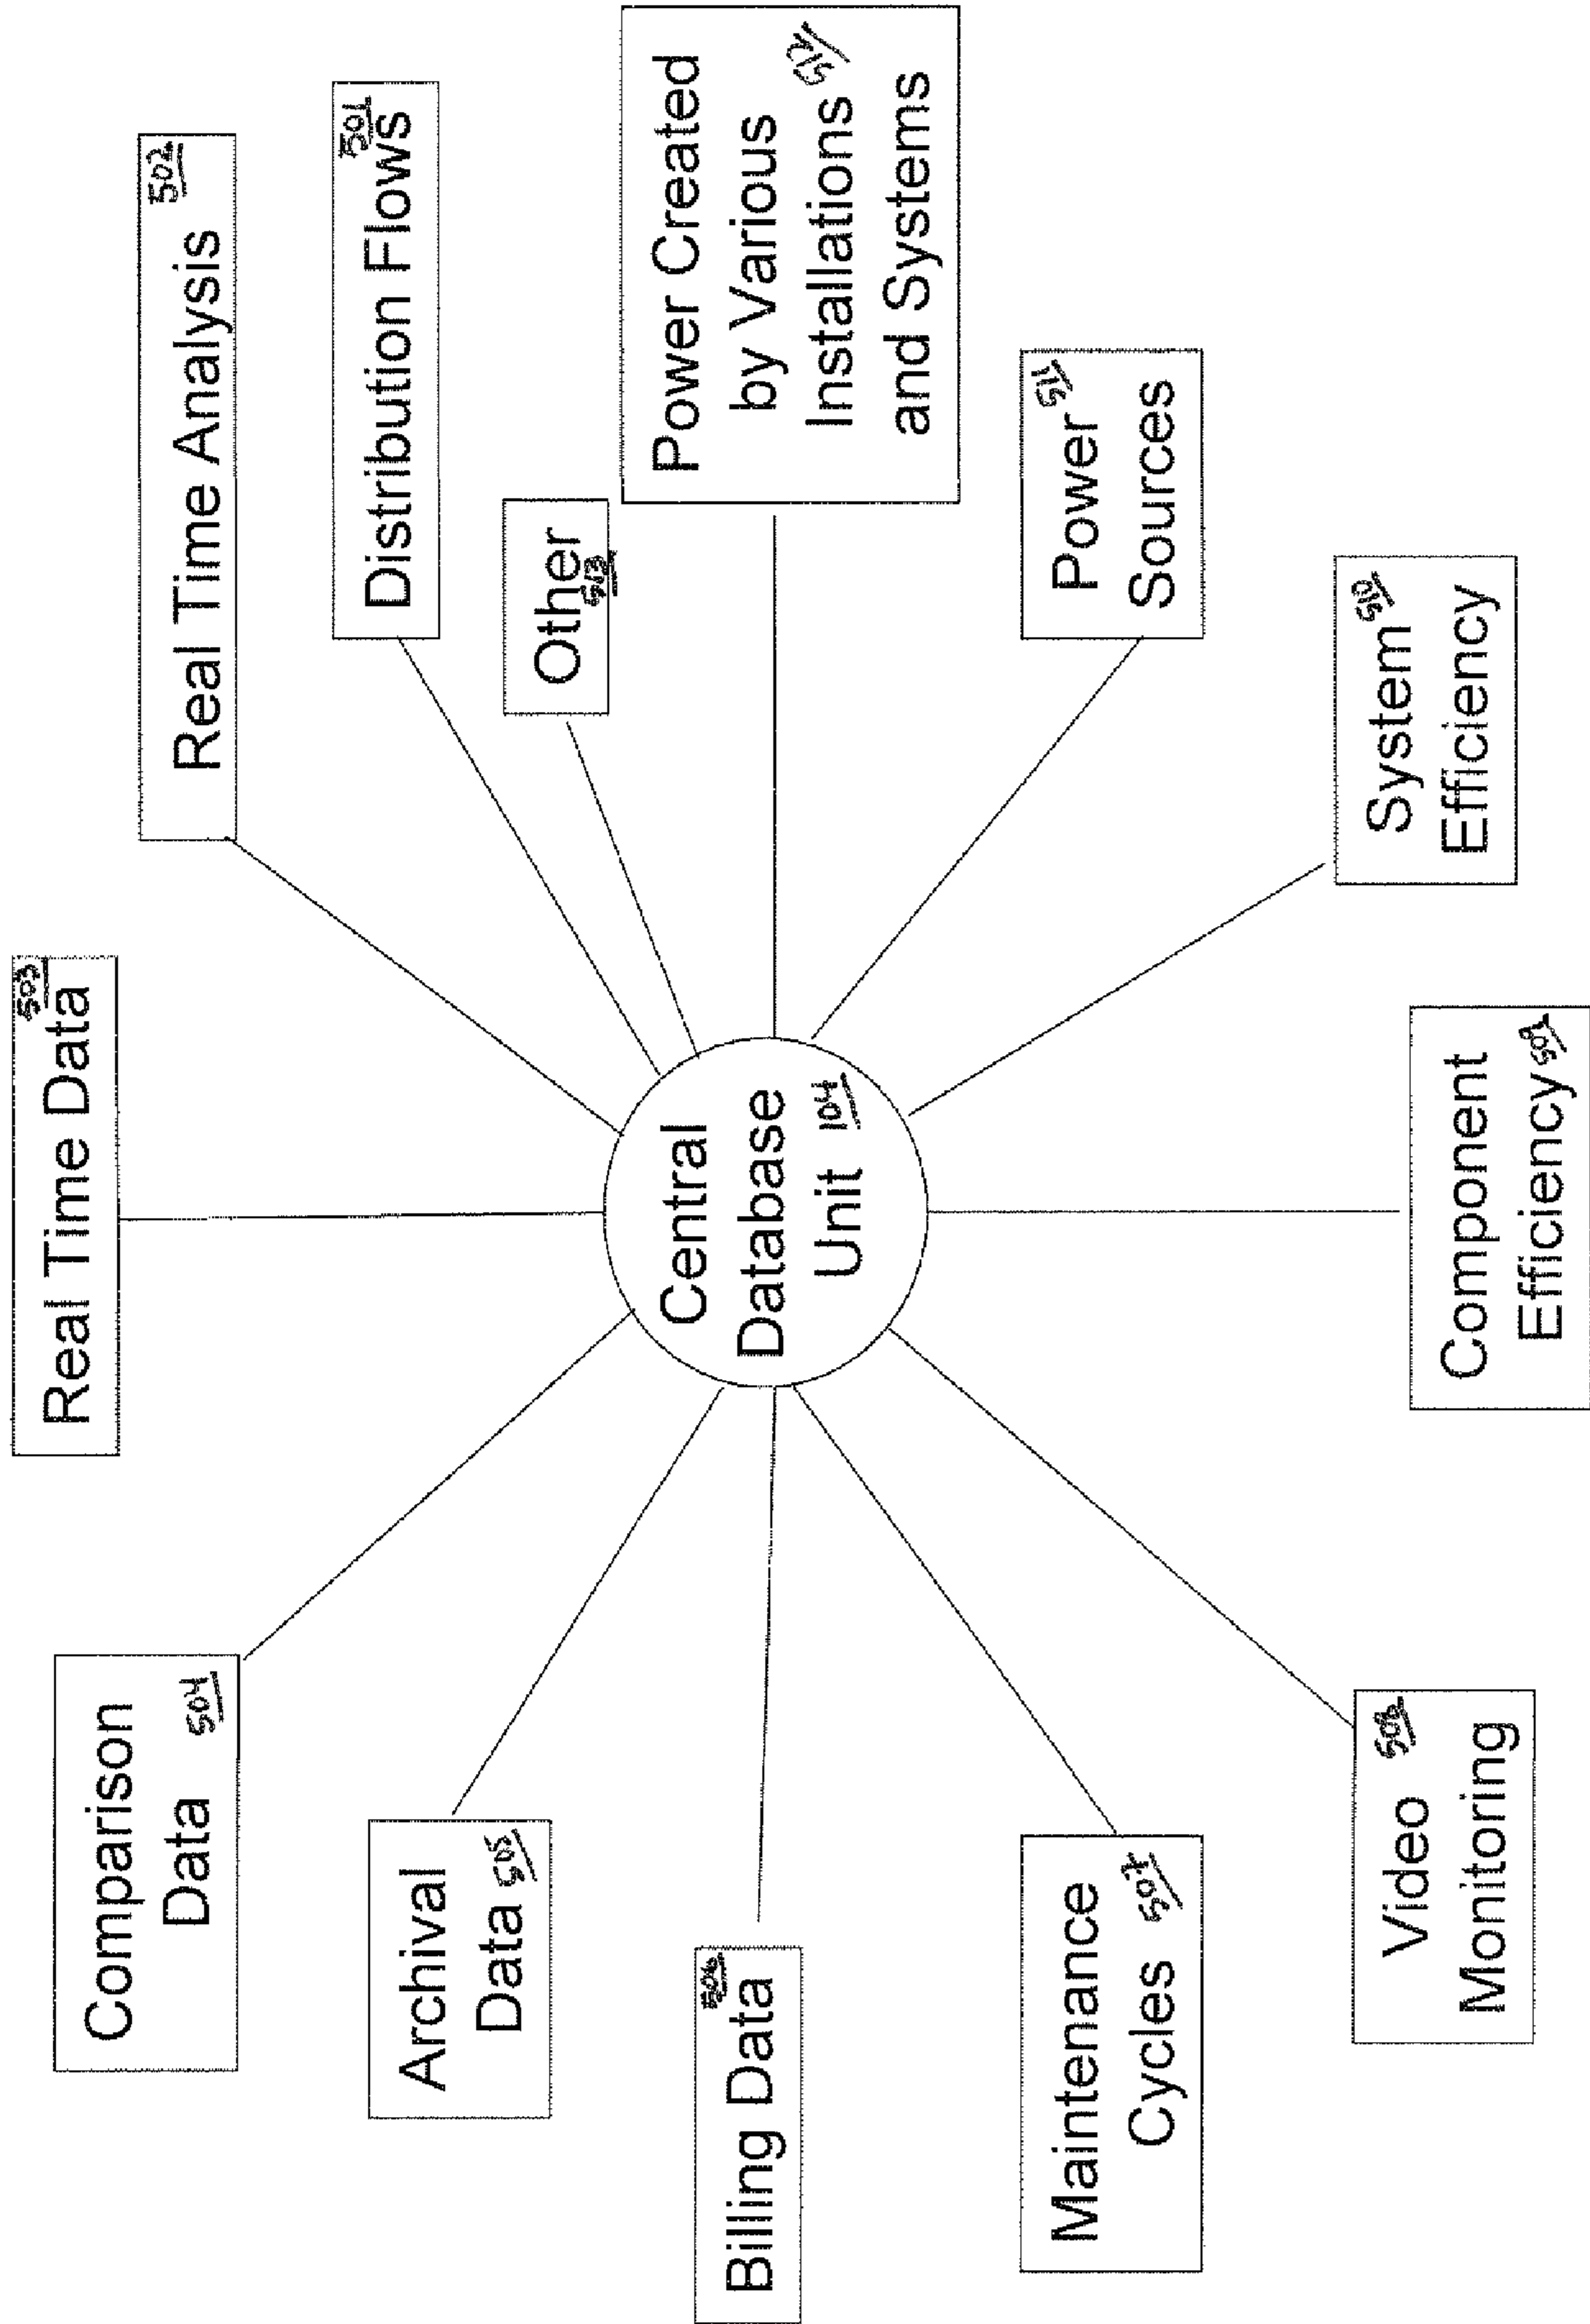 Real Time Data 503
Comparison
Data 504
Real Time Analysis 502
Distribution Flows 501
Archival
Data 505
Other
513
Power Created
by Various
Installations 512
and Systems
Central
Database
Unit 104
Billing Data 506
Maintenance
Cycles 507
Power 511
Sources
System 510
Efficiency
Video 508
Monitoring
Component
Efficiency 509